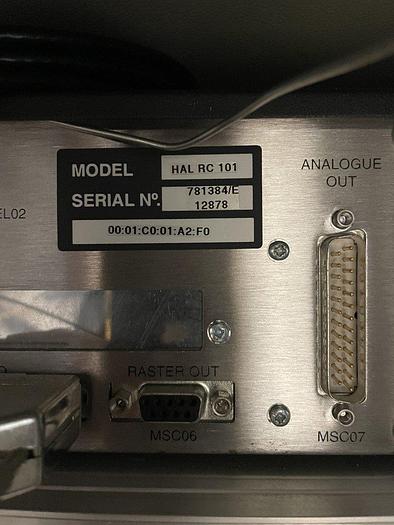 MODEL HAL RC 101
SERIAL Nº. 781384/E
12878
00:01:C0:01:A2:F0
ANALOGUE
OUT
EL02
RASTER OUT
MSC06
MSC07